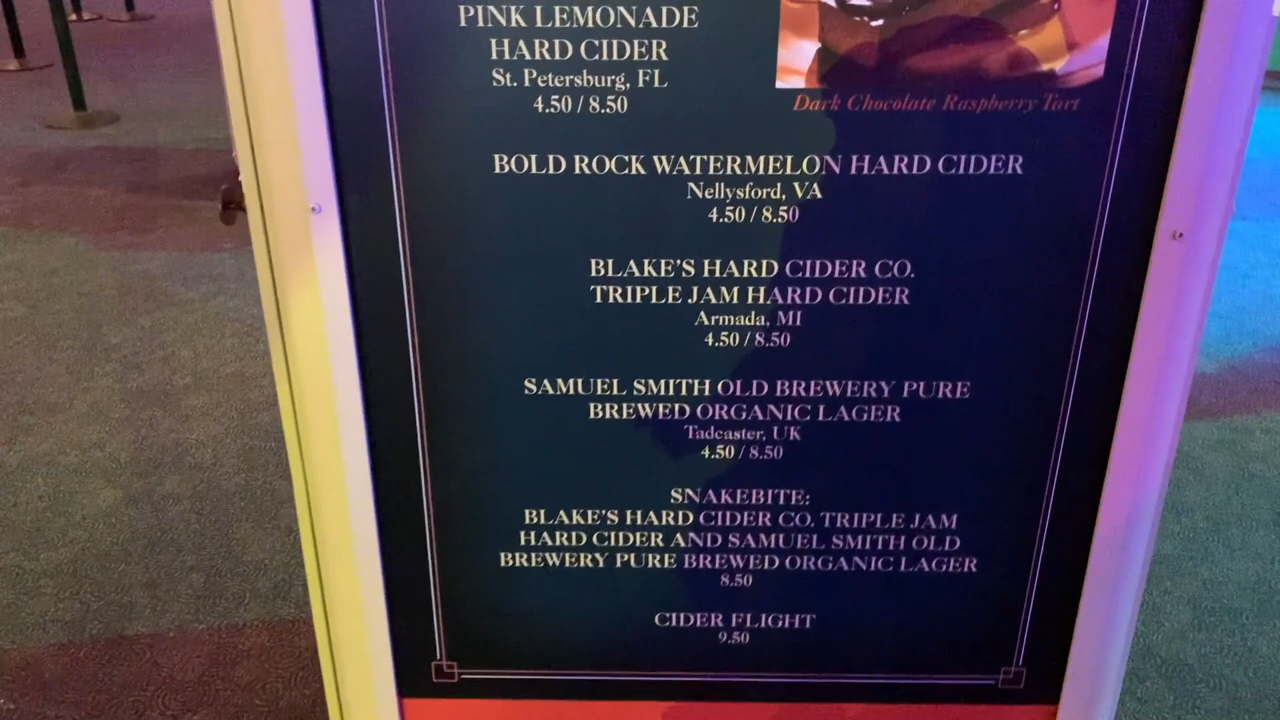 PINK LEMONADE
HARD CIDER
St. Petersburg, FL
4.50 / 8.50
Dark Chocolate Raspberry Tart
BOLD ROCK WATERMELON HARD CIDER
Nellysford, VA
4.50 / 8.50
BLAKE'S HARD CIDER CO.
TRIPLE JAM HARD CIDER
Armada, MI
4.50 / 8.50
SAMUEL SMITH OLD BREWERY PURE
BREWED ORGANIC LAGER
Tadcaster, UK
4.50 / 8.50
SNAKEBITE:
BLAKE'S HARD CIDER CO. TRIPLE JAM
HARD CIDER AND SAMUEL SMITH OLD
BREWERY PURE BREWED ORGANIC LAGER
8.50
CIDER FLIGHT
9.50